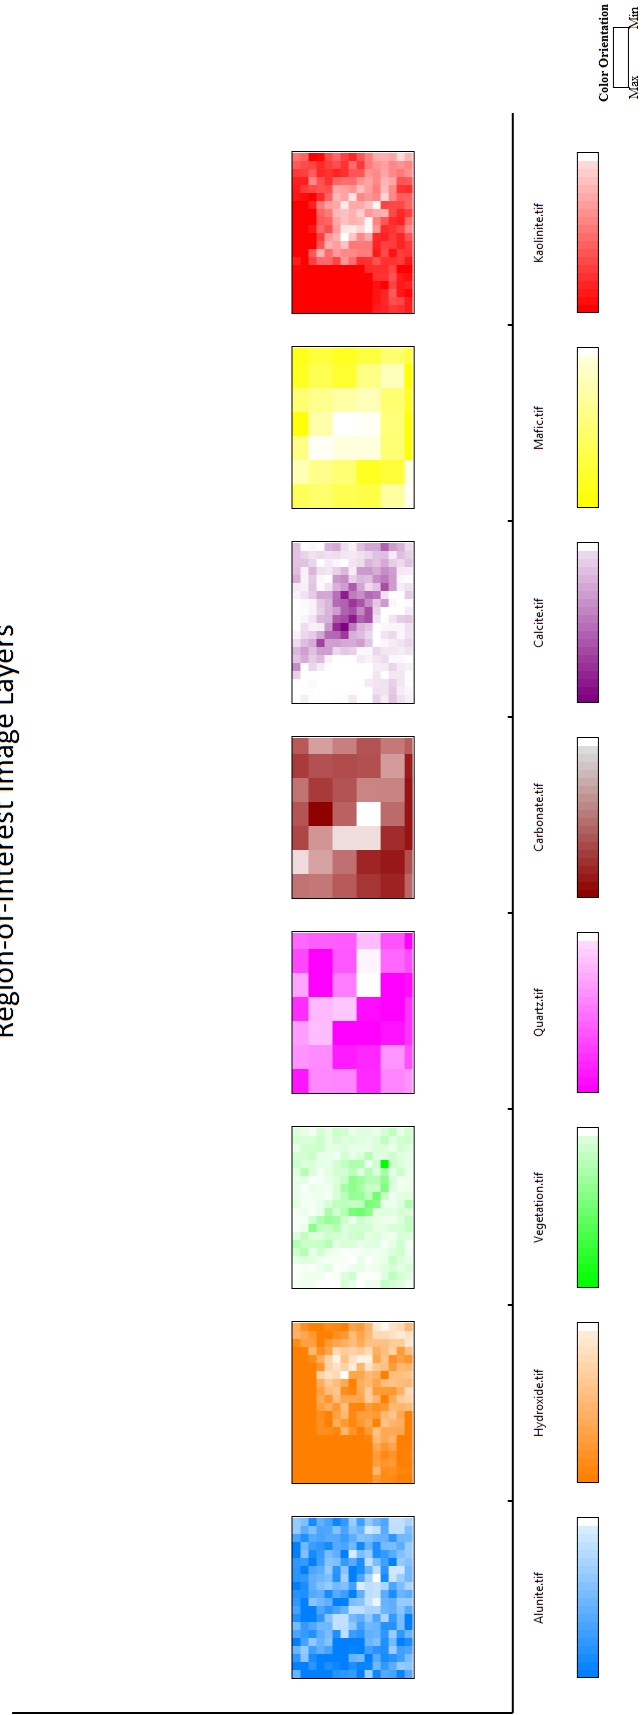 Region-of-Interest Image Layers
Color Orientation
Max
Min
Alunite.tif
Hydroxide.tif
Vegetation.tif
Quartz.tif
Carbonate.tif
Calcite.tif
Mafic.tif
Kaolinite.tif